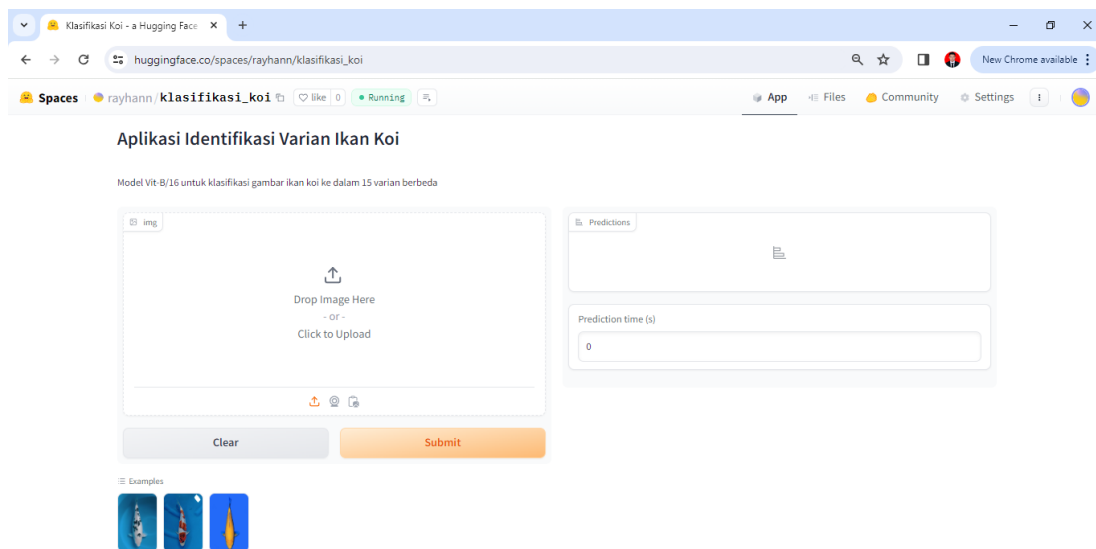 Klasifikasi Koi - a Hugging Face
huggingface.co/spaces/rayhann/klasifikasi_koi
New Chrome available
Spaces rayhann/klasifikasi_koi like 0 Running
App Files Community Settings
Aplikasi Identifikasi Varian Ikan Koi
Model Vit-B/16 untuk klasifikasi gambar ikan koi ke dalam 15 varian berbeda
img
Drop Image Here
- or -
Click to Upload
Clear Submit
Predictions
Prediction time (s)
0
Examples